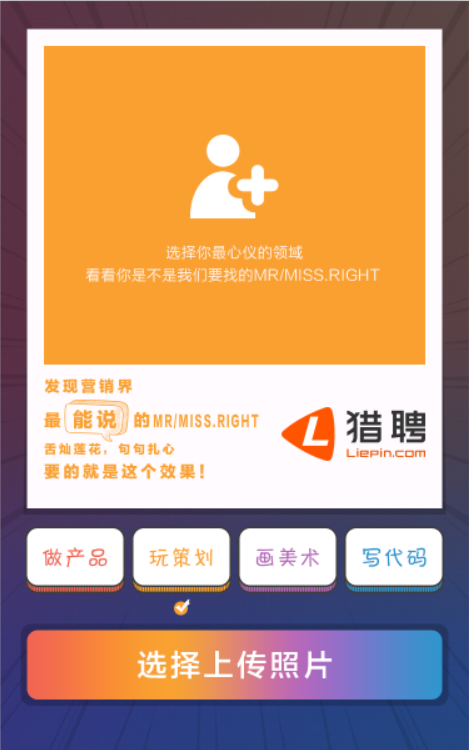 选择你最心仪的领域
看看你是不是我们要找的MR/MISS.RIGHT
发现营销界
最能说的MR/MISS.RIGHT
舌灿莲花，句句扎心
要的就是这个效果！
猎聘
Liepin.com
做产品 玩策划 画美术 写代码
选择上传照片